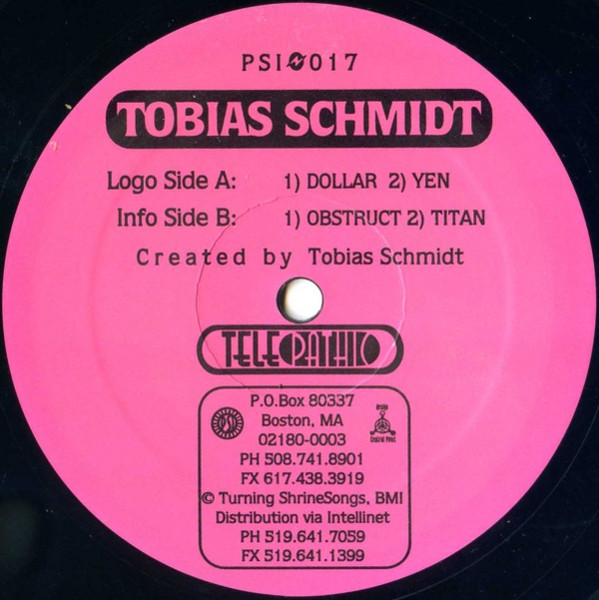 PSI 017
TOBIAS SCHMIDT
Logo Side A: 1) DOLLAR 2) YEN
Info Side B: 1) OBSTRUCT 2) TITAN
Created by Tobias Schmidt
TELEPATHIC
P.O.Box 80337
Boston, MA
02180-0003
PH 508.741.8901
FX 617.438.3919
© Turning ShrineSongs, BMI
Distribution via Intellinet
PH 519.641.7059
FX 519.641.1399